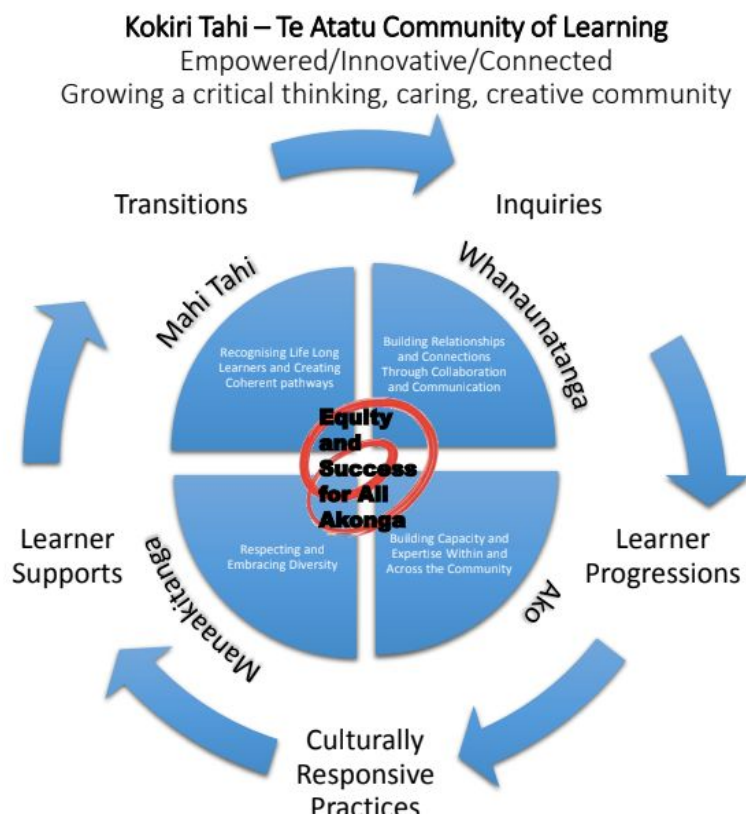 Kokiri Tahi – Te Atatu Community of Learning
Empowered/Innovative/Connected
Growing a critical thinking, caring, creative community
Transitions
Inquiries
Mahi Tahi
Whanaunatanga
Recognising Life Long
Learners and Creating
Coherent pathways
Building Relationships
and Connections
Through Collaboration
and Communication
Equity
and
Success
for All
Akonga
Respecting and
Embracing Diversity
Building Capacity and
Expertise Within and
Across the Community
Manaakitanga
Ako
Learner
Supports
Learner
Progressions
Culturally
Responsive
Practices